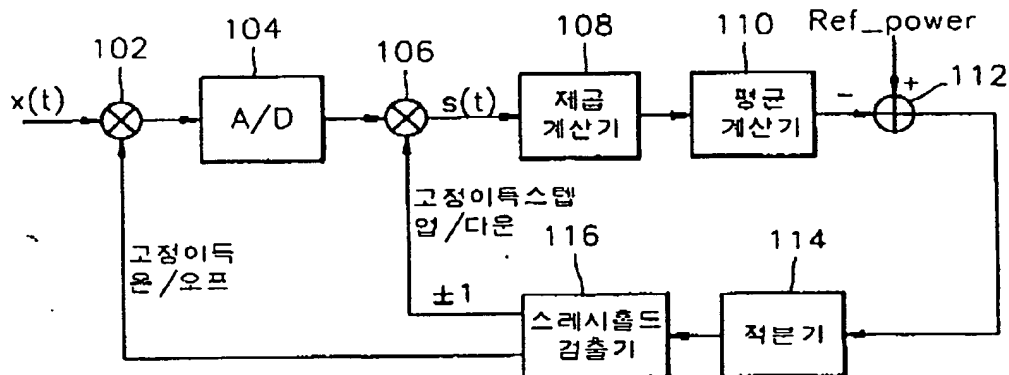 Ref_power
102
104
106
108
110
112
x(t)
A/D
s(t)
제곱
계산기
평균
계산기
-
+
고정이득스텝
업/다운
고정이득
온/오프
±1
116
114
스레시홀드
검출기
적분기